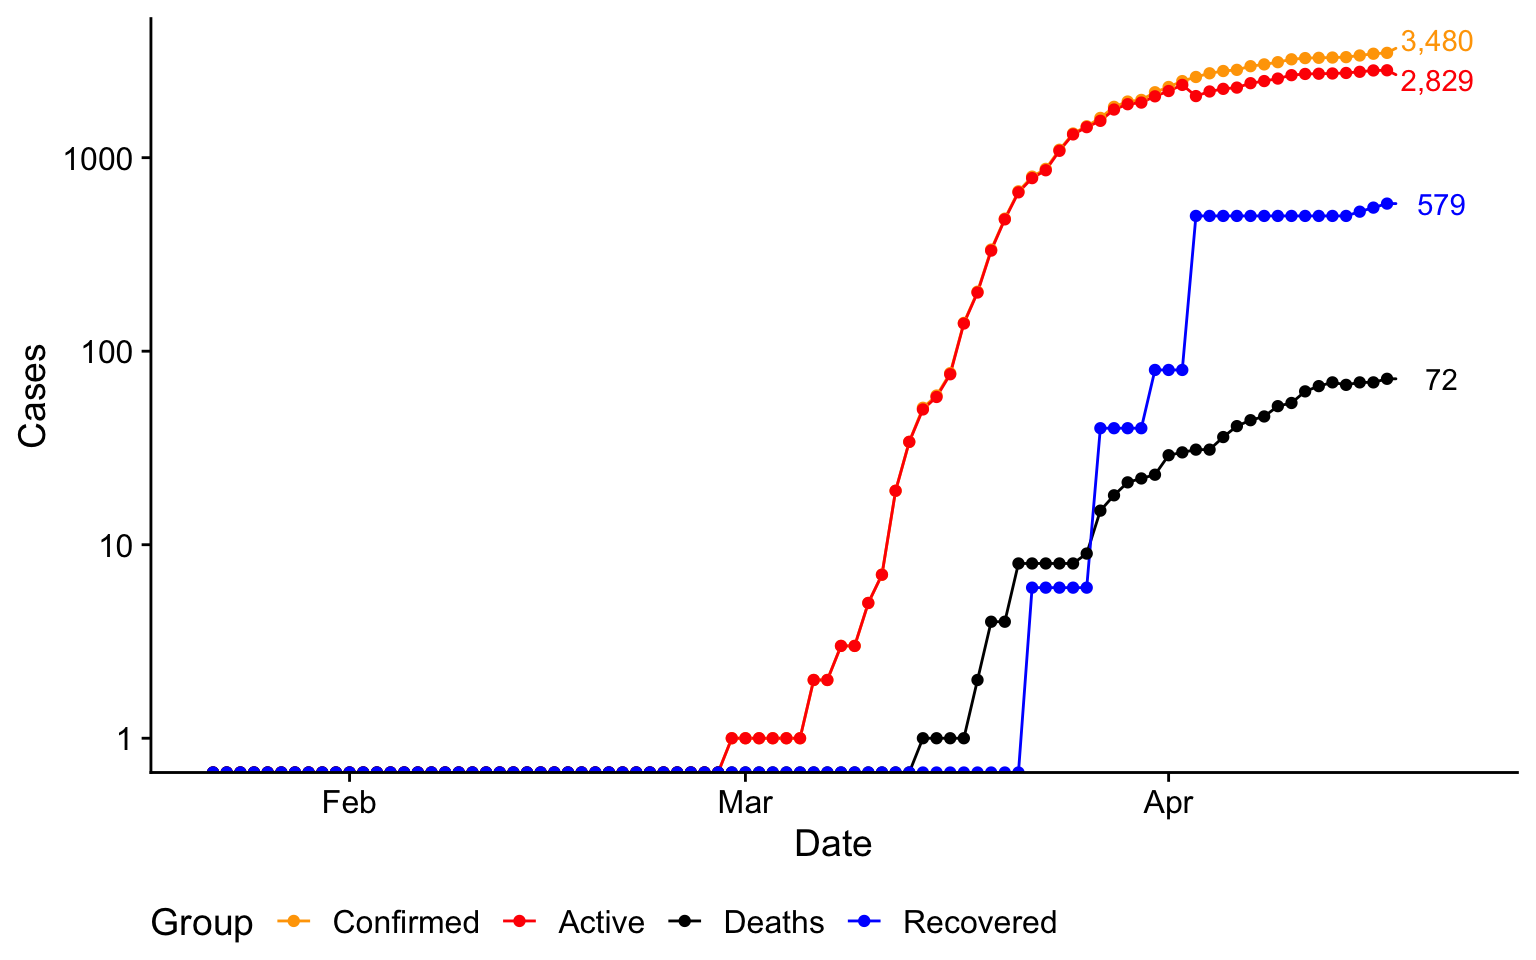 3,480
2,829
1000
579
100
72
10
1
Cases
Feb Mar Apr
Date
Group Confirmed Active Deaths Recovered